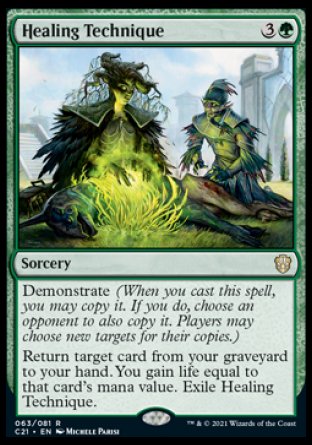 Healing Technique 3
Sorcery
Demonstrate (When you cast this spell,
you may copy it. If you do, choose an
opponent to also copy it. Players may
choose new targets for their copies.)
Return target card from your graveyard
to your hand. You gain life equal to
that card's mana value. Exile Healing
Technique.
063/081 R
C21 • EN Michele Parisi
™ & © 2021 Wizards of the Coast